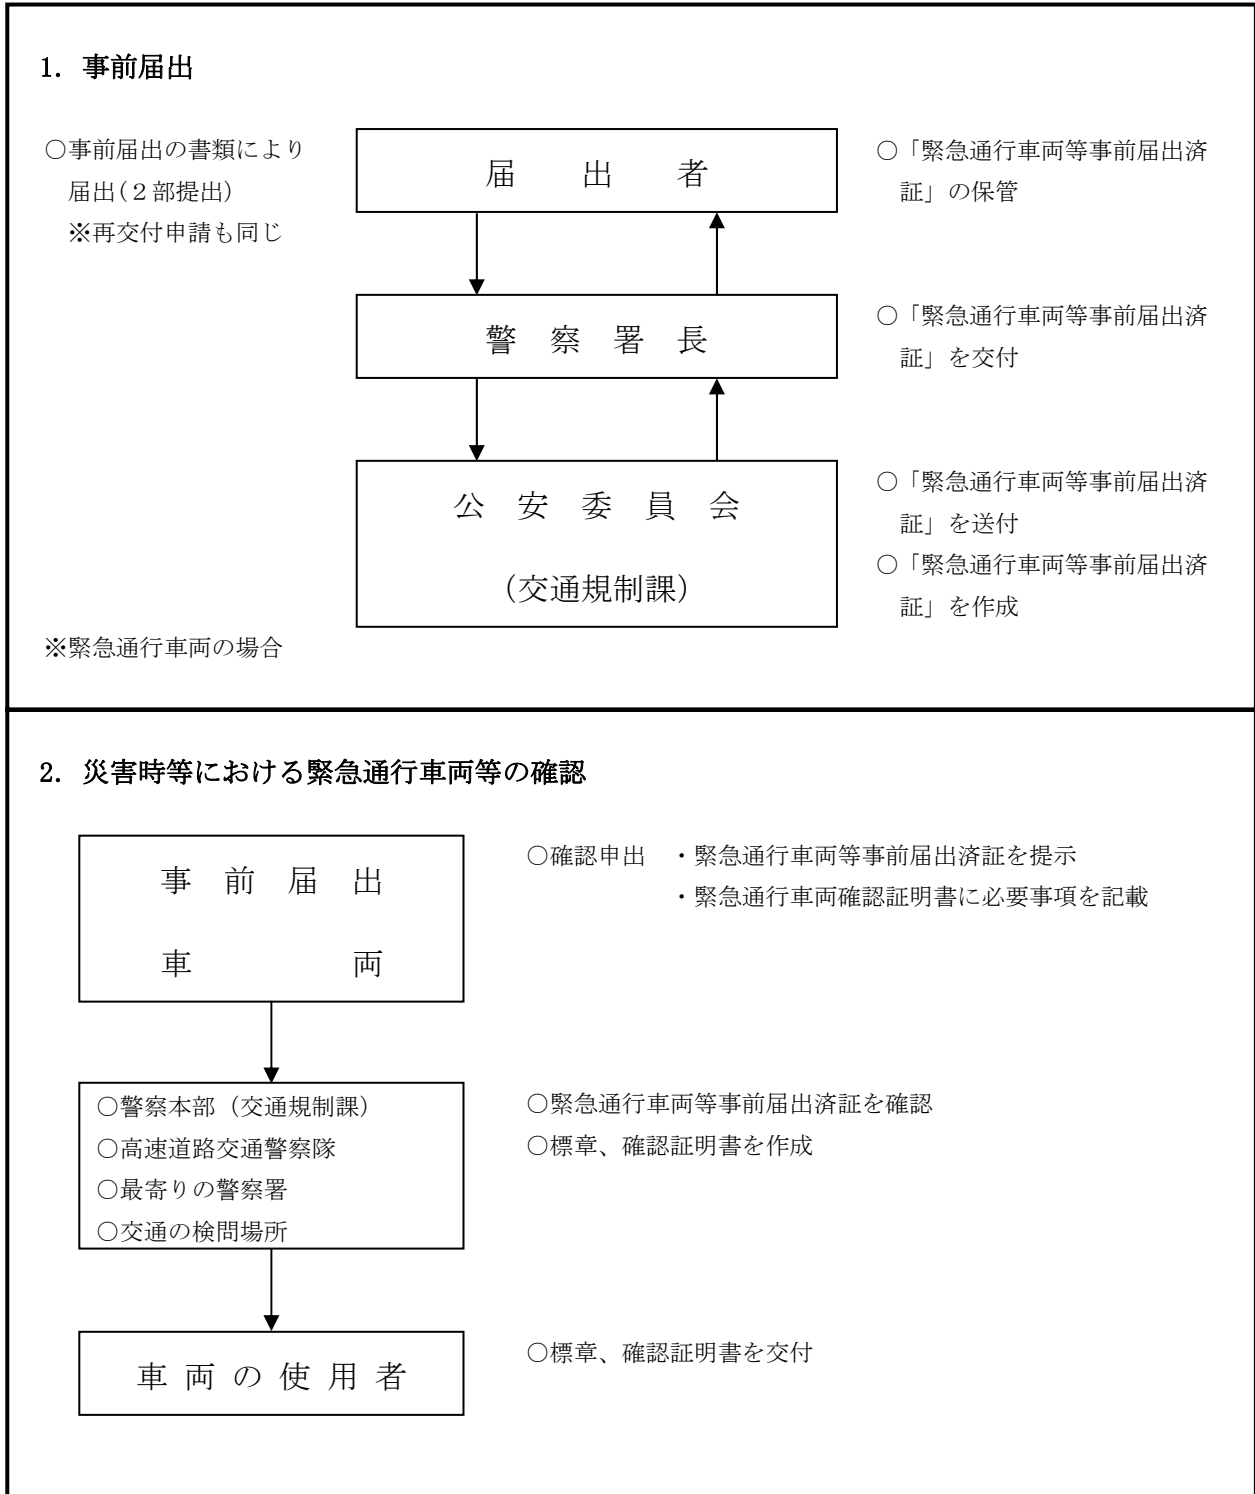 1. 事前届出
○事前届出の書類により
届出(２部提出)
※再交付申請も同じ
届　出　者
○「緊急通行車両等事前届出済
証」の保管
警　察　署　長
○「緊急通行車両等事前届出済
証」を交付
公　安　委　員　会
(交通規制課)
○「緊急通行車両等事前届出済
証」を送付
○「緊急通行車両等事前届出済
証」を作成
※緊急通行車両の場合
2. 災害時等における緊急通行車両等の確認
事　前　届　出
車　　　　　両
○確認申出　・緊急通行車両等事前届出済証を提示
・緊急通行車両確認証明書に必要事項を記載
○警察本部（交通規制課）
○高速道路交通警察隊
○最寄りの警察署
○交通の検問場所
○緊急通行車両等事前届出済証を確認
○標章、確認証明書を作成
車 両 の 使 用 者
○標章、確認証明書を交付